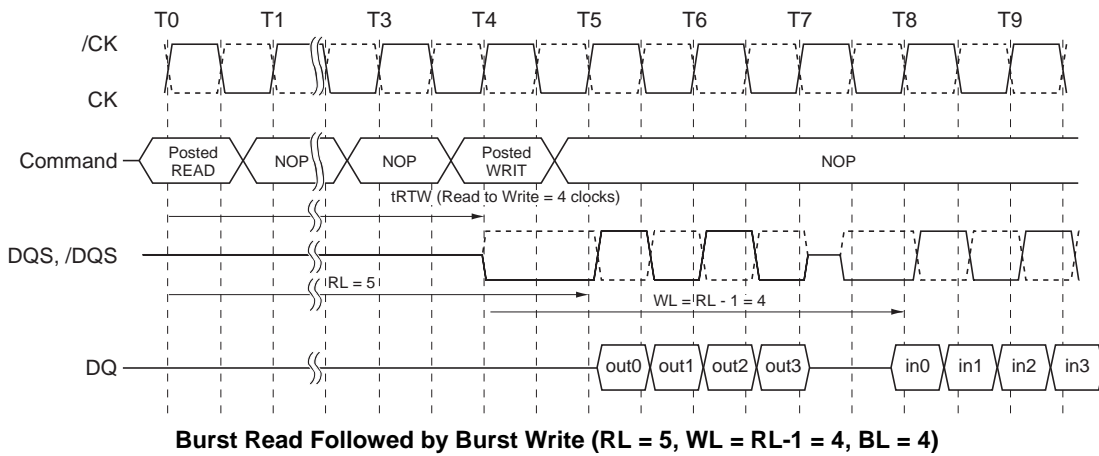 T0 T1 T3 T4 T5 T6 T7 T8 T9
/CK
CK
Command Posted READ NOP NOP Posted WRIT NOP
tRTW (Read to Write = 4 clocks)
DQS, /DQS
RL = 5
WL = RL - 1 = 4
DQ out0 out1 out2 out3 in0 in1 in2 in3
Burst Read Followed by Burst Write (RL = 5, WL = RL-1 = 4, BL = 4)